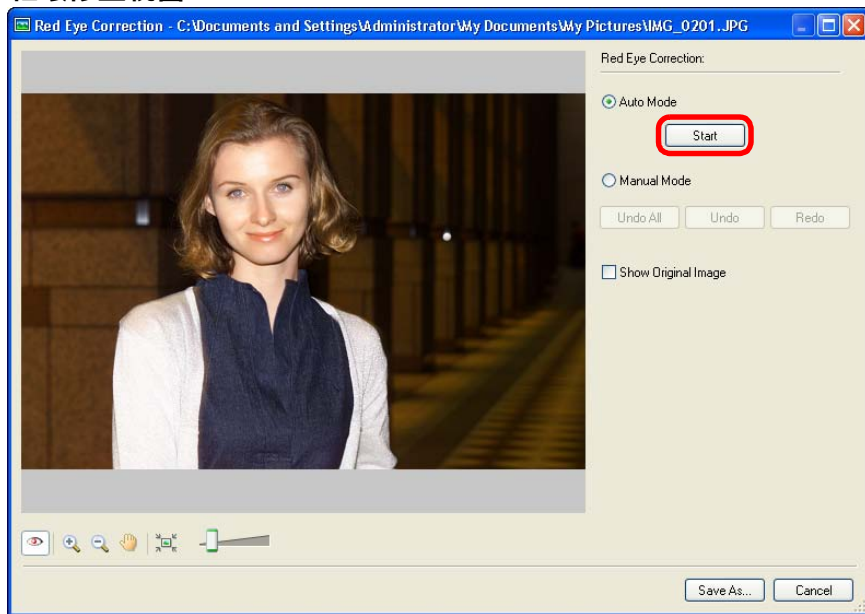 Red Eye Correction - C:\Documents and Settings\Administrator\My Documents\My Pictures\IMG_0201.JPG
Red Eye Correction:
Auto Mode
Start
Manual Mode
Undo All Undo Redo
Show Original Image
Save As... Cancel